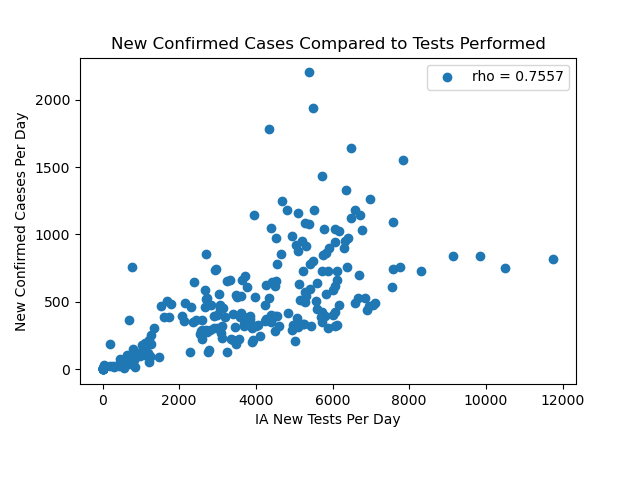 New Confirmed Cases Compared to Tests Performed
rho = 0.7557
New Confirmed Caeses Per Day
2000
1500
1000
500
0
0 2000 4000 6000 8000 10000 12000
IA New Tests Per Day